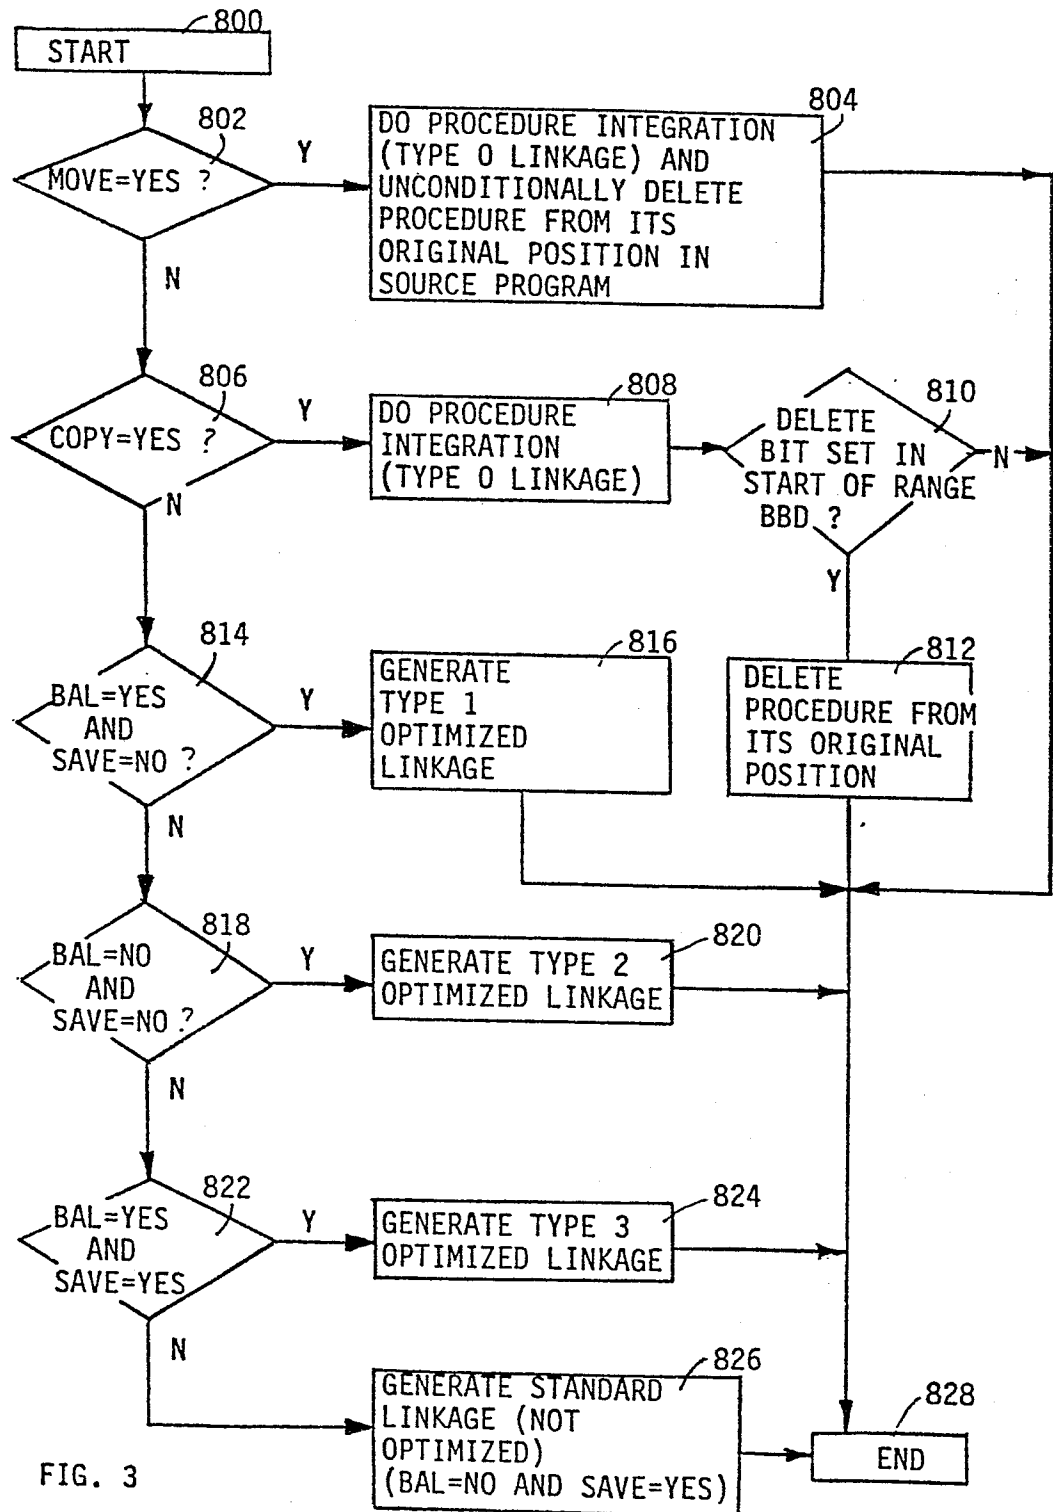 800
START
802
MOVE=YES ?
Y
N
804
DO PROCEDURE INTEGRATION
(TYPE 0 LINKAGE) AND
UNCONDITIONALLY DELETE
PROCEDURE FROM ITS
ORIGINAL POSITION IN
SOURCE PROGRAM
806
COPY=YES ?
Y
N
808
DO PROCEDURE
INTEGRATION
(TYPE 0 LINKAGE)
810
DELETE
BIT SET IN
START OF RANGE
BBD ?
N
Y
812
DELETE
PROCEDURE FROM
ITS ORIGINAL
POSITION
814
BAL=YES
AND
SAVE=NO ?
Y
N
816
GENERATE
TYPE 1
OPTIMIZED
LINKAGE
818
BAL=NO
AND
SAVE=NO ?
Y
N
820
GENERATE TYPE 2
OPTIMIZED LINKAGE
822
BAL=YES
AND
SAVE=YES
Y
N
824
GENERATE TYPE 3
OPTIMIZED LINKAGE
826
GENERATE STANDARD
LINKAGE (NOT
OPTIMIZED)
(BAL=NO AND SAVE=YES)
828
END
FIG. 3